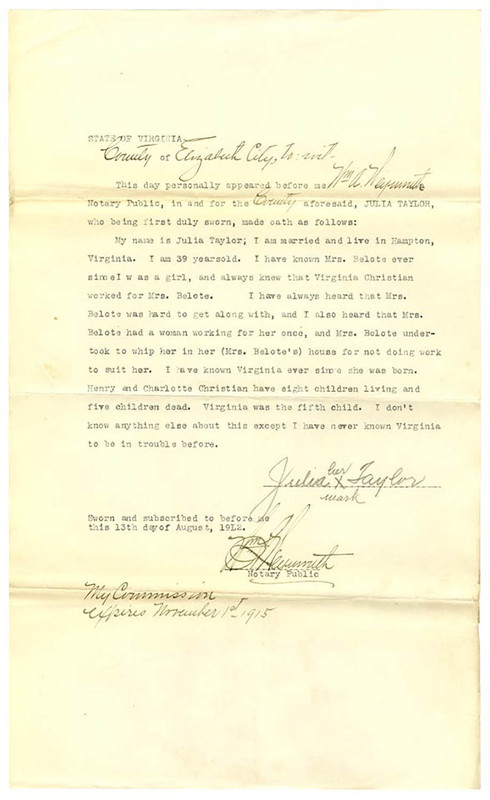 STATE OF VIRGINIA
County of Elizabeth City, to-wit-
This day personally appeared before me Wm A. Weymouth
Notary Public, in and for the County aforesaid, JULIA TAYLOR,
who being first duly sworn, made oath as follows:
My name is Julia Taylor; I am married and live in Hampton,
Virginia. I am 39 yearsold. I have known Mrs. Belote ever
sinceI w as a girl, and always knew that Virginia Christian
worked for Mrs. Belote. I have always heard that Mrs.
Belote was hard to get along with, and I also heard that Mrs.
Belote had a woman working for her once, and Mrs. Belote under-
took to whip her in her (Mrs. Belote's) house for not doing work
to suit her. I have known Virginia ever since she was born.
Henry and Charlotte Christian have eight children living and
five children dead. Virginia was the fifth child. I don't
know anything else about this except I have never known Virginia
to be in trouble before.
Julia her x Taylor
mark
Sworn and subscribed to before me
this 13th day of August, 19L2.
Wm A. Weymouth
Notary Public
My Commission
expires November 1st, 1915